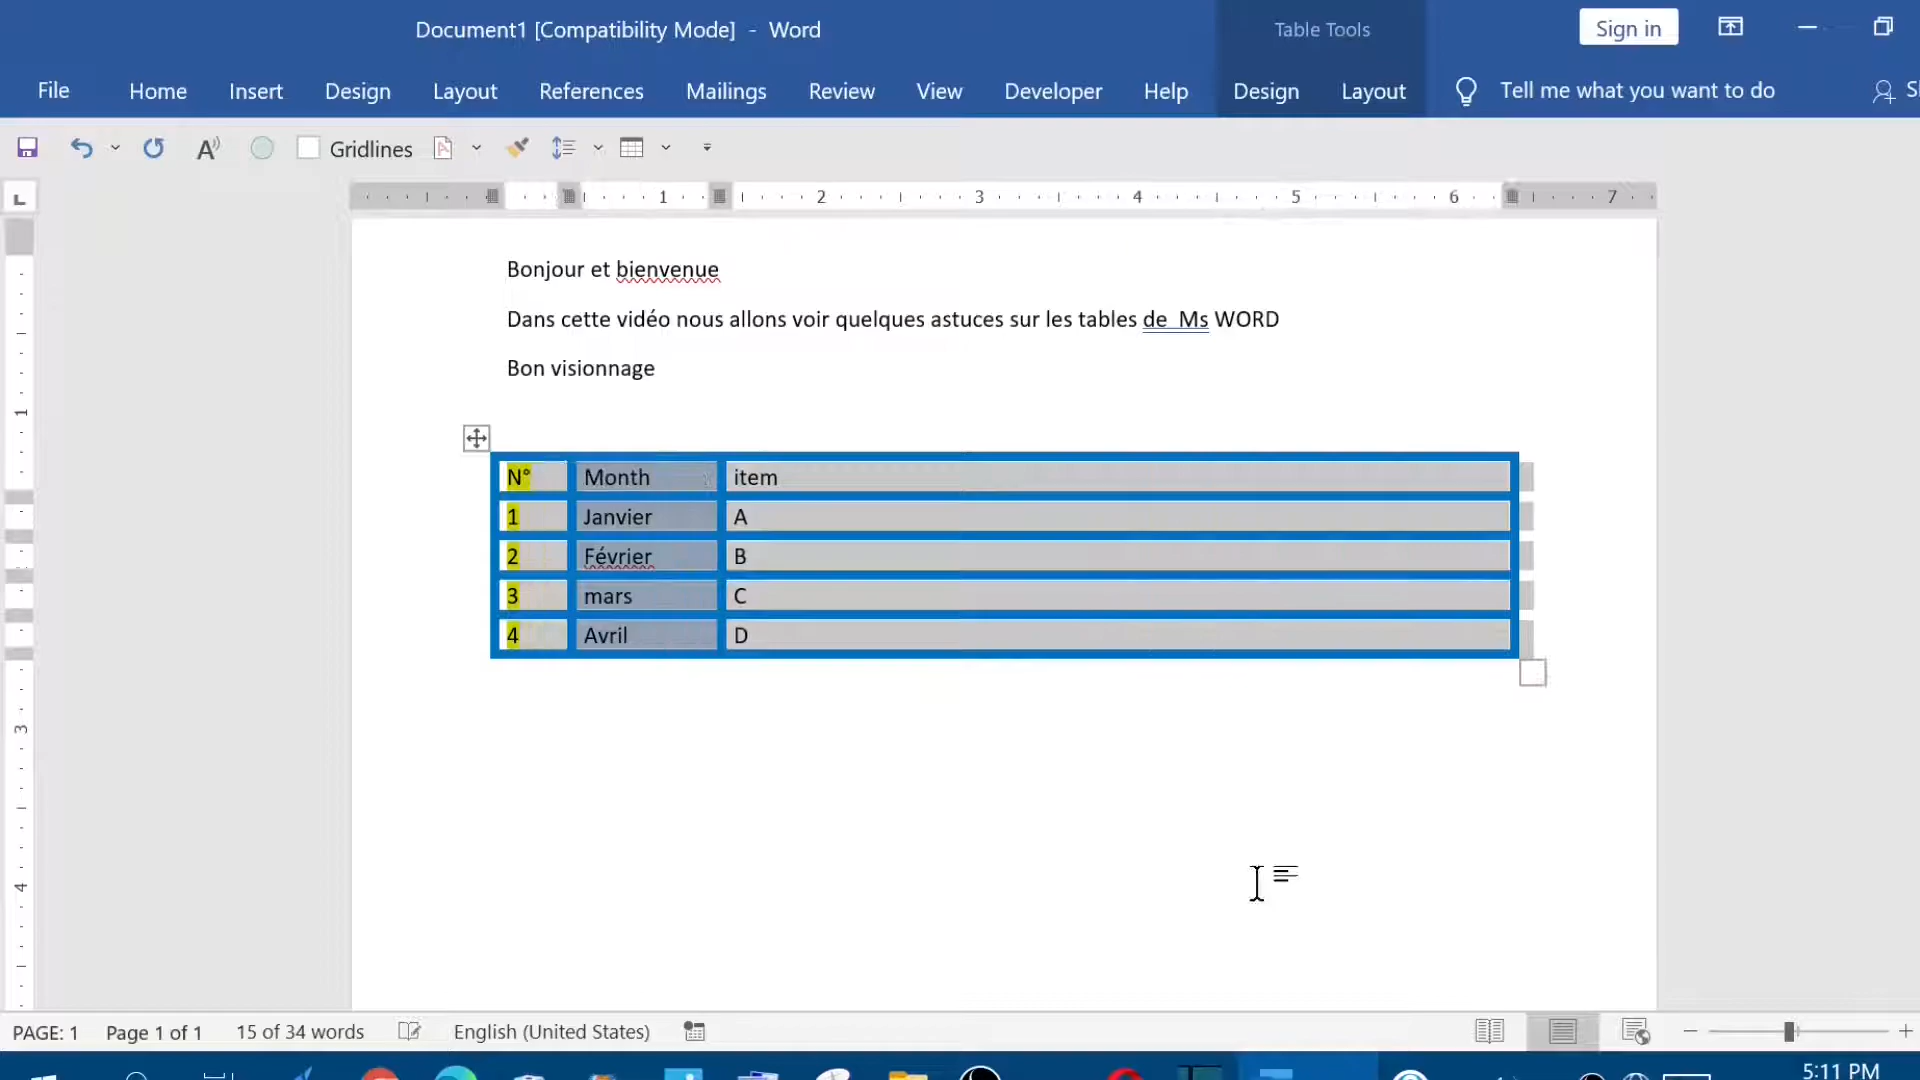 Document1 [Compatibility Mode] - Word
Table Tools
Sign in
File Home Insert Design Layout References Mailings Review View Developer Help Design Layout Tell me what you want to do
Gridlines
1 2 3 4 5 6 7
Bonjour et bienvenue
Dans cette vidéo nous allons voir quelques astuces sur les tables de  Ms WORD
Bon visionnage
N° Month item
1 Janvier A
2 Février B
3 mars C
4 Avril D
1
3
4
PAGE: 1 Page 1 of 1 15 of 34 words English (United States)
5:11 PM